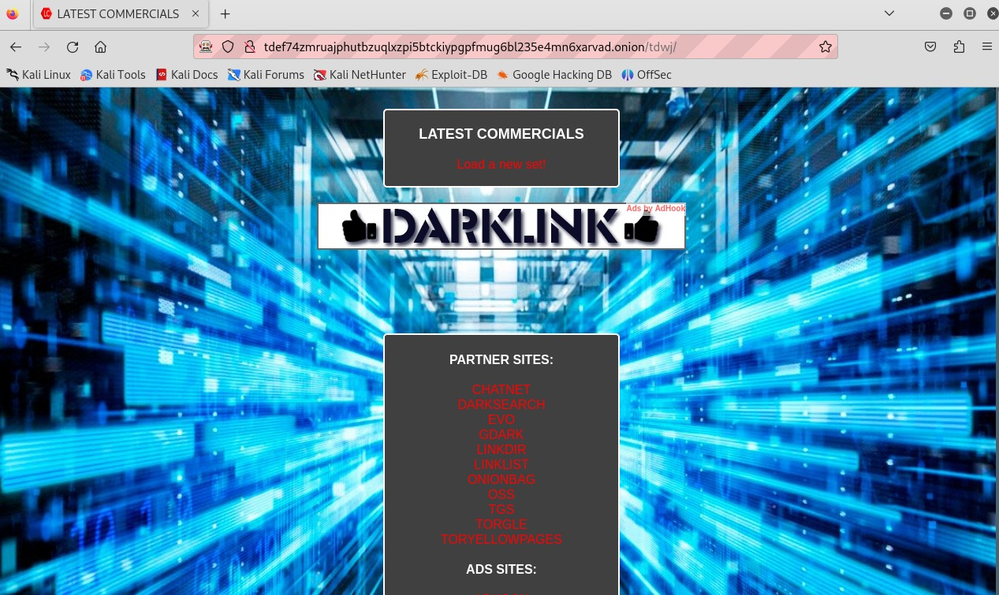 LATEST COMMERCIALS
tdef74zmruajphutbzuqlxzpi5btckiypgpfmug6bl235e4mn6xarvad.onion/tdwj/
Kali Linux Kali Tools Kali Docs Kali Forums Kali NetHunter Exploit-DB Google Hacking DB OffSec
LATEST COMMERCIALS
Load a new set!
Ads by AdHook
DARKLINK
PARTNER SITES:
CHATNET
DARKSEARCH
EVO
GDARK
LINKDIR
LINKLIST
ONIONBAG
OSS
TGS
TORGLE
TORYELLOWPAGES
ADS SITES: